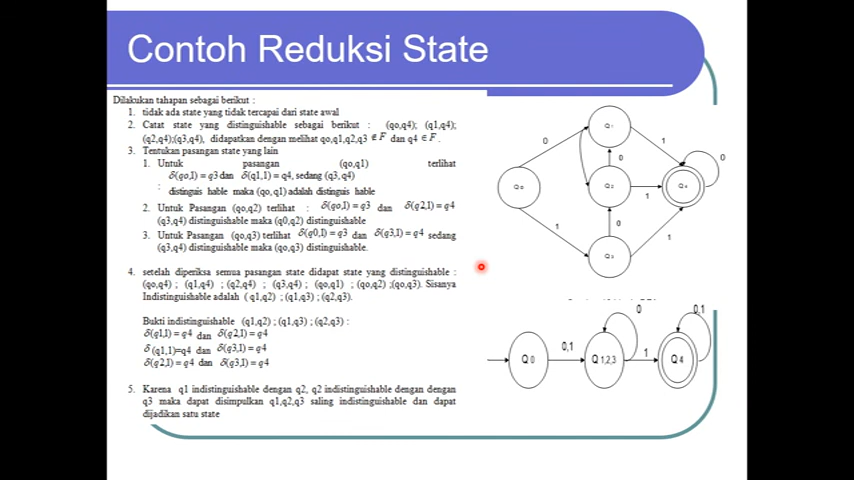 Contoh Reduksi State
Dilakukan tahapan sebagai berikut :
1. tidak ada state yang tidak tercapai dari state awal
2. Catat state yang distinguishable sebagai berikut : (qo,q4); (q1,q4);
(q2,q4);(q3,q4), didapatkan dengan melihat qo,q1,q2,q3 ∉ F dan q4 ∈ F .
3. Tentukan pasangan state yang lain
1. Untuk pasangan (qo,q1) terlihat
δ(qo,1) = q3 dan δ(q1,1) = q4, sedang (q3, q4)
: distinguis hable maka (qo, q1) adalah distinguis hable
2. Untuk Pasangan (qo,q2) terlihat : δ(qo,1) = q3 dan δ(q2,1) = q4
(q3,q4) distinguishable maka (q0,q2) distinguishable
3. Untuk Pasangan (qo,q3) terlihat δ(q0,1) = q3 dan δ(q3,1) = q4 sedang
(q3,q4) distinguishable maka (qo,q3) distinguishable.
4. setelah diperiksa semua pasangan state didapat state yang distinguishable :
(qo,q4) ; (q1,q4) ; (q2,q4) ; (q3,q4) ; (qo,q1) ; (qo,q2) ;(qo,q3). Sisanya
Indistinguishable adalah ( q1,q2) ; (q1,q3) ; (q2,q3).
Bukti indistinguishable (q1,q2) ; (q1,q3) ; (q2,q3) :
δ(q1,1) = q4 dan δ(q2,1) = q4
δ (q1,1)=q4 dan δ(q3,1) = q4
δ(q2,1) = q4 dan δ(q3,1) = q4
5. Karena q1 indistinguishable dengan q2, q2 indistinguishable dengan dengan
q3 maka dapat disimpulkan q1,q2,q3 saling indistinguishable dan dapat
dijadikan satu state
0
1
0
0
1
1
0
1
Q 0
Q 1
Q 2
Q 3
Q 4
0
0,1
0,1
1
Q 0
Q 1,2,3
Q 4